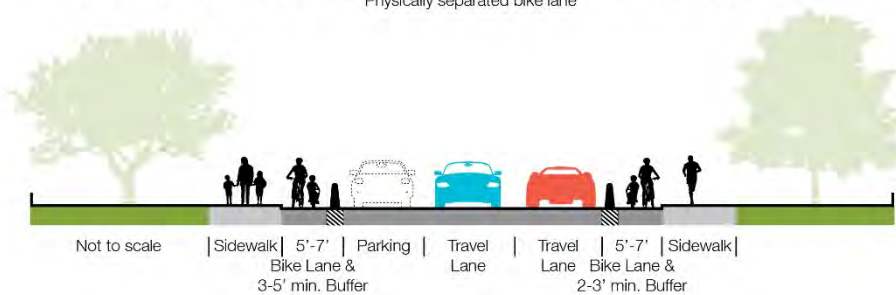 Physically separated bike lane
Not to scale
Sidewalk
5'-7'
Bike Lane &
3-5' min. Buffer
Parking
Travel
Lane
Travel
Lane
5'-7'
Bike Lane &
2-3' min. Buffer
Sidewalk